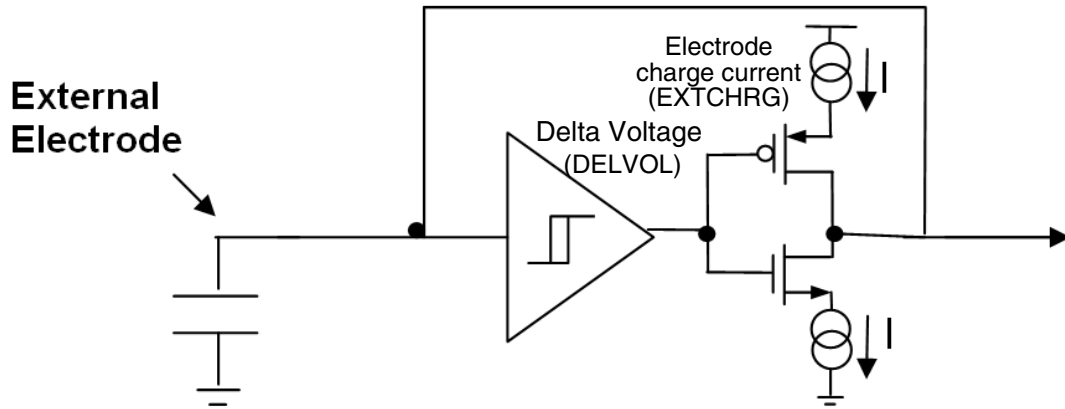 External
Electrode
Electrode
charge current
(EXTCHRG)
I
Delta Voltage
(DELVOL)
I